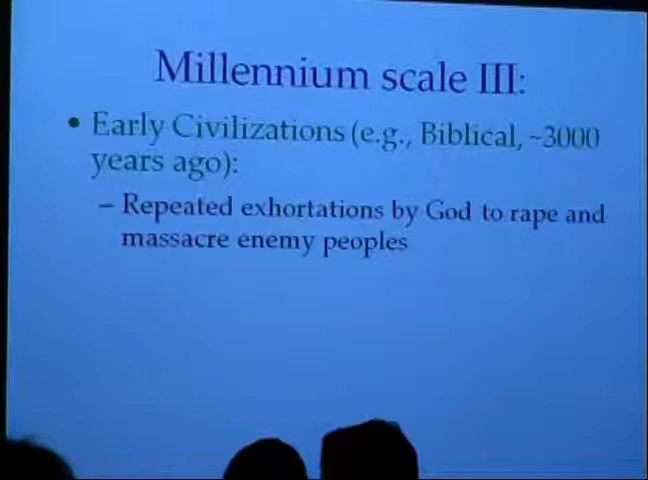 Millennium scale III:
• Early Civilizations (e.g., Biblical, ~3000
years ago):
– Repeated exhortations by God to rape and
massacre enemy peoples